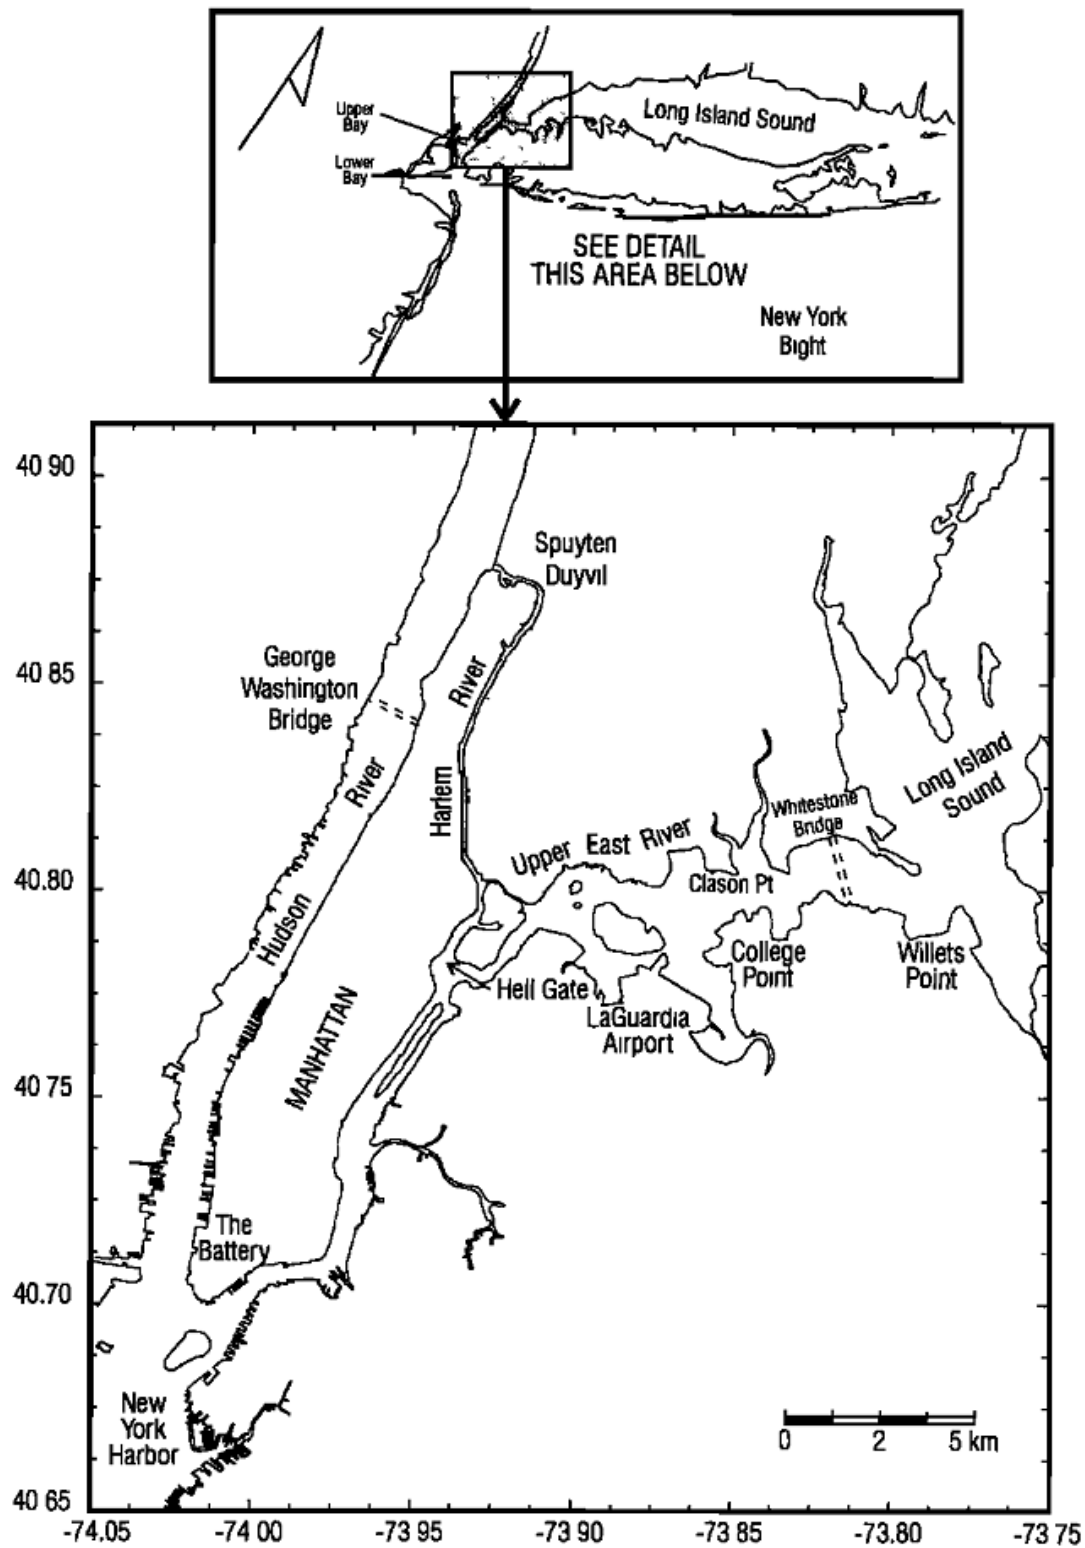 Upper
Bay
Lower
Bay
Long Island Sound
SEE DETAIL
THIS AREA BELOW
New York
Bight
40 90
Spuyten
Duyvil
George
Washington
Bridge
40 85
River
River
Harlem
Long Island
Sound
Whitestone
Bridge
Upper East River
Clason Pt
40.80
Hudson
College
Point
Willets
Point
Hell Gate
LaGuardia
Airport
MANHATTAN
40 75
The
Battery
40.70
New
York
Harbor
0 2 5 km
40 65
-74.05 -74 00 -73 95 -73 90 -73 85 -73.80 -73 75